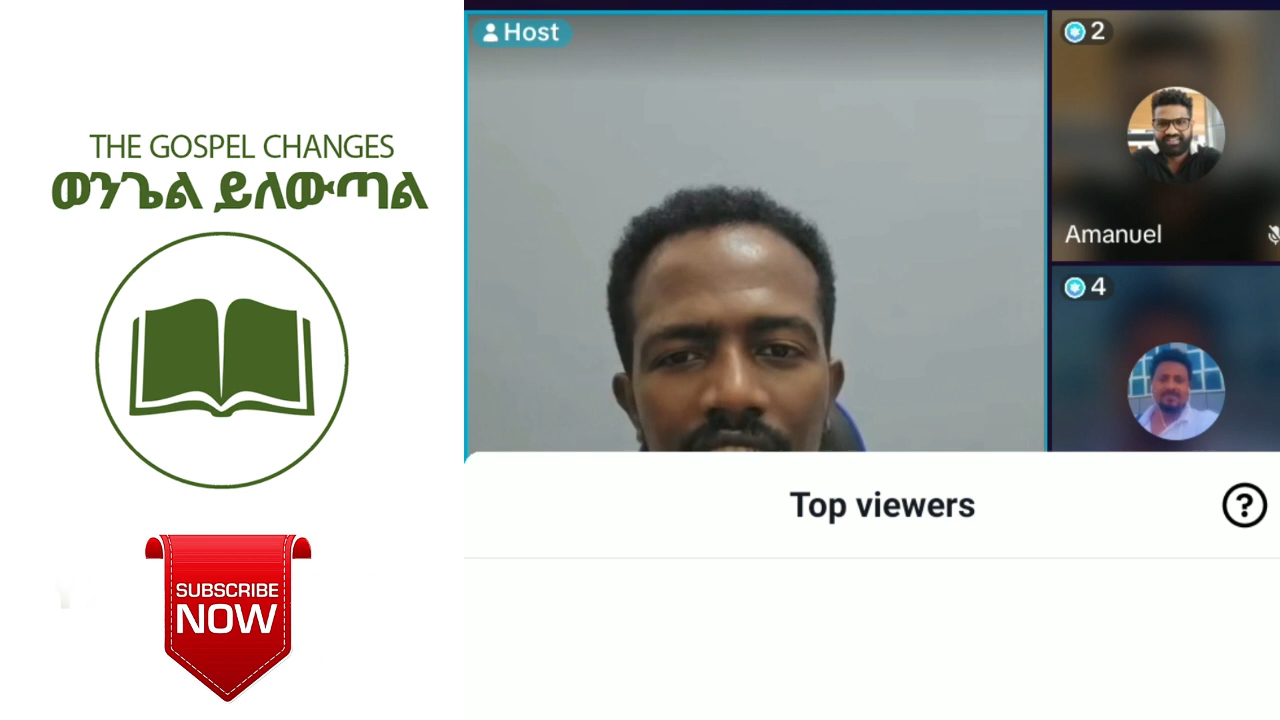 THE GOSPEL CHANGES
ወንጌል ይለውጣል
SUBSCRIBE
NOW
Host
2
Amanuel
4
Top viewers
?